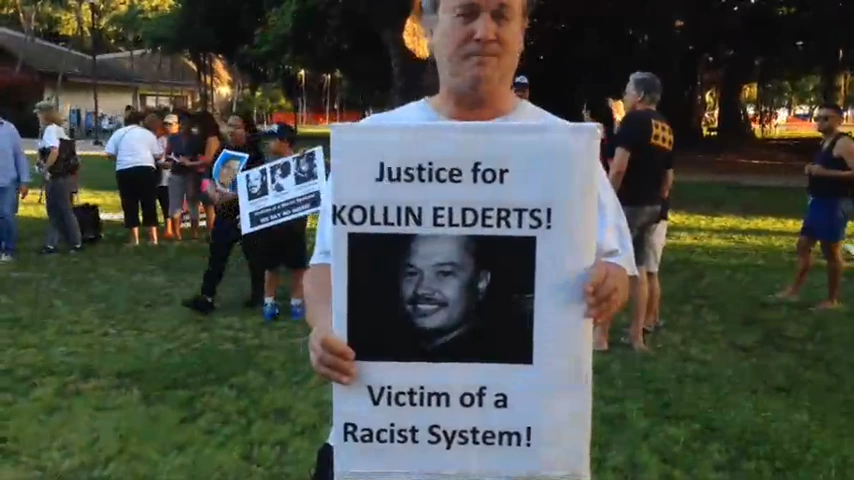 Justice for
KOLLIN ELDERTS!
Victim of a
Racist System!